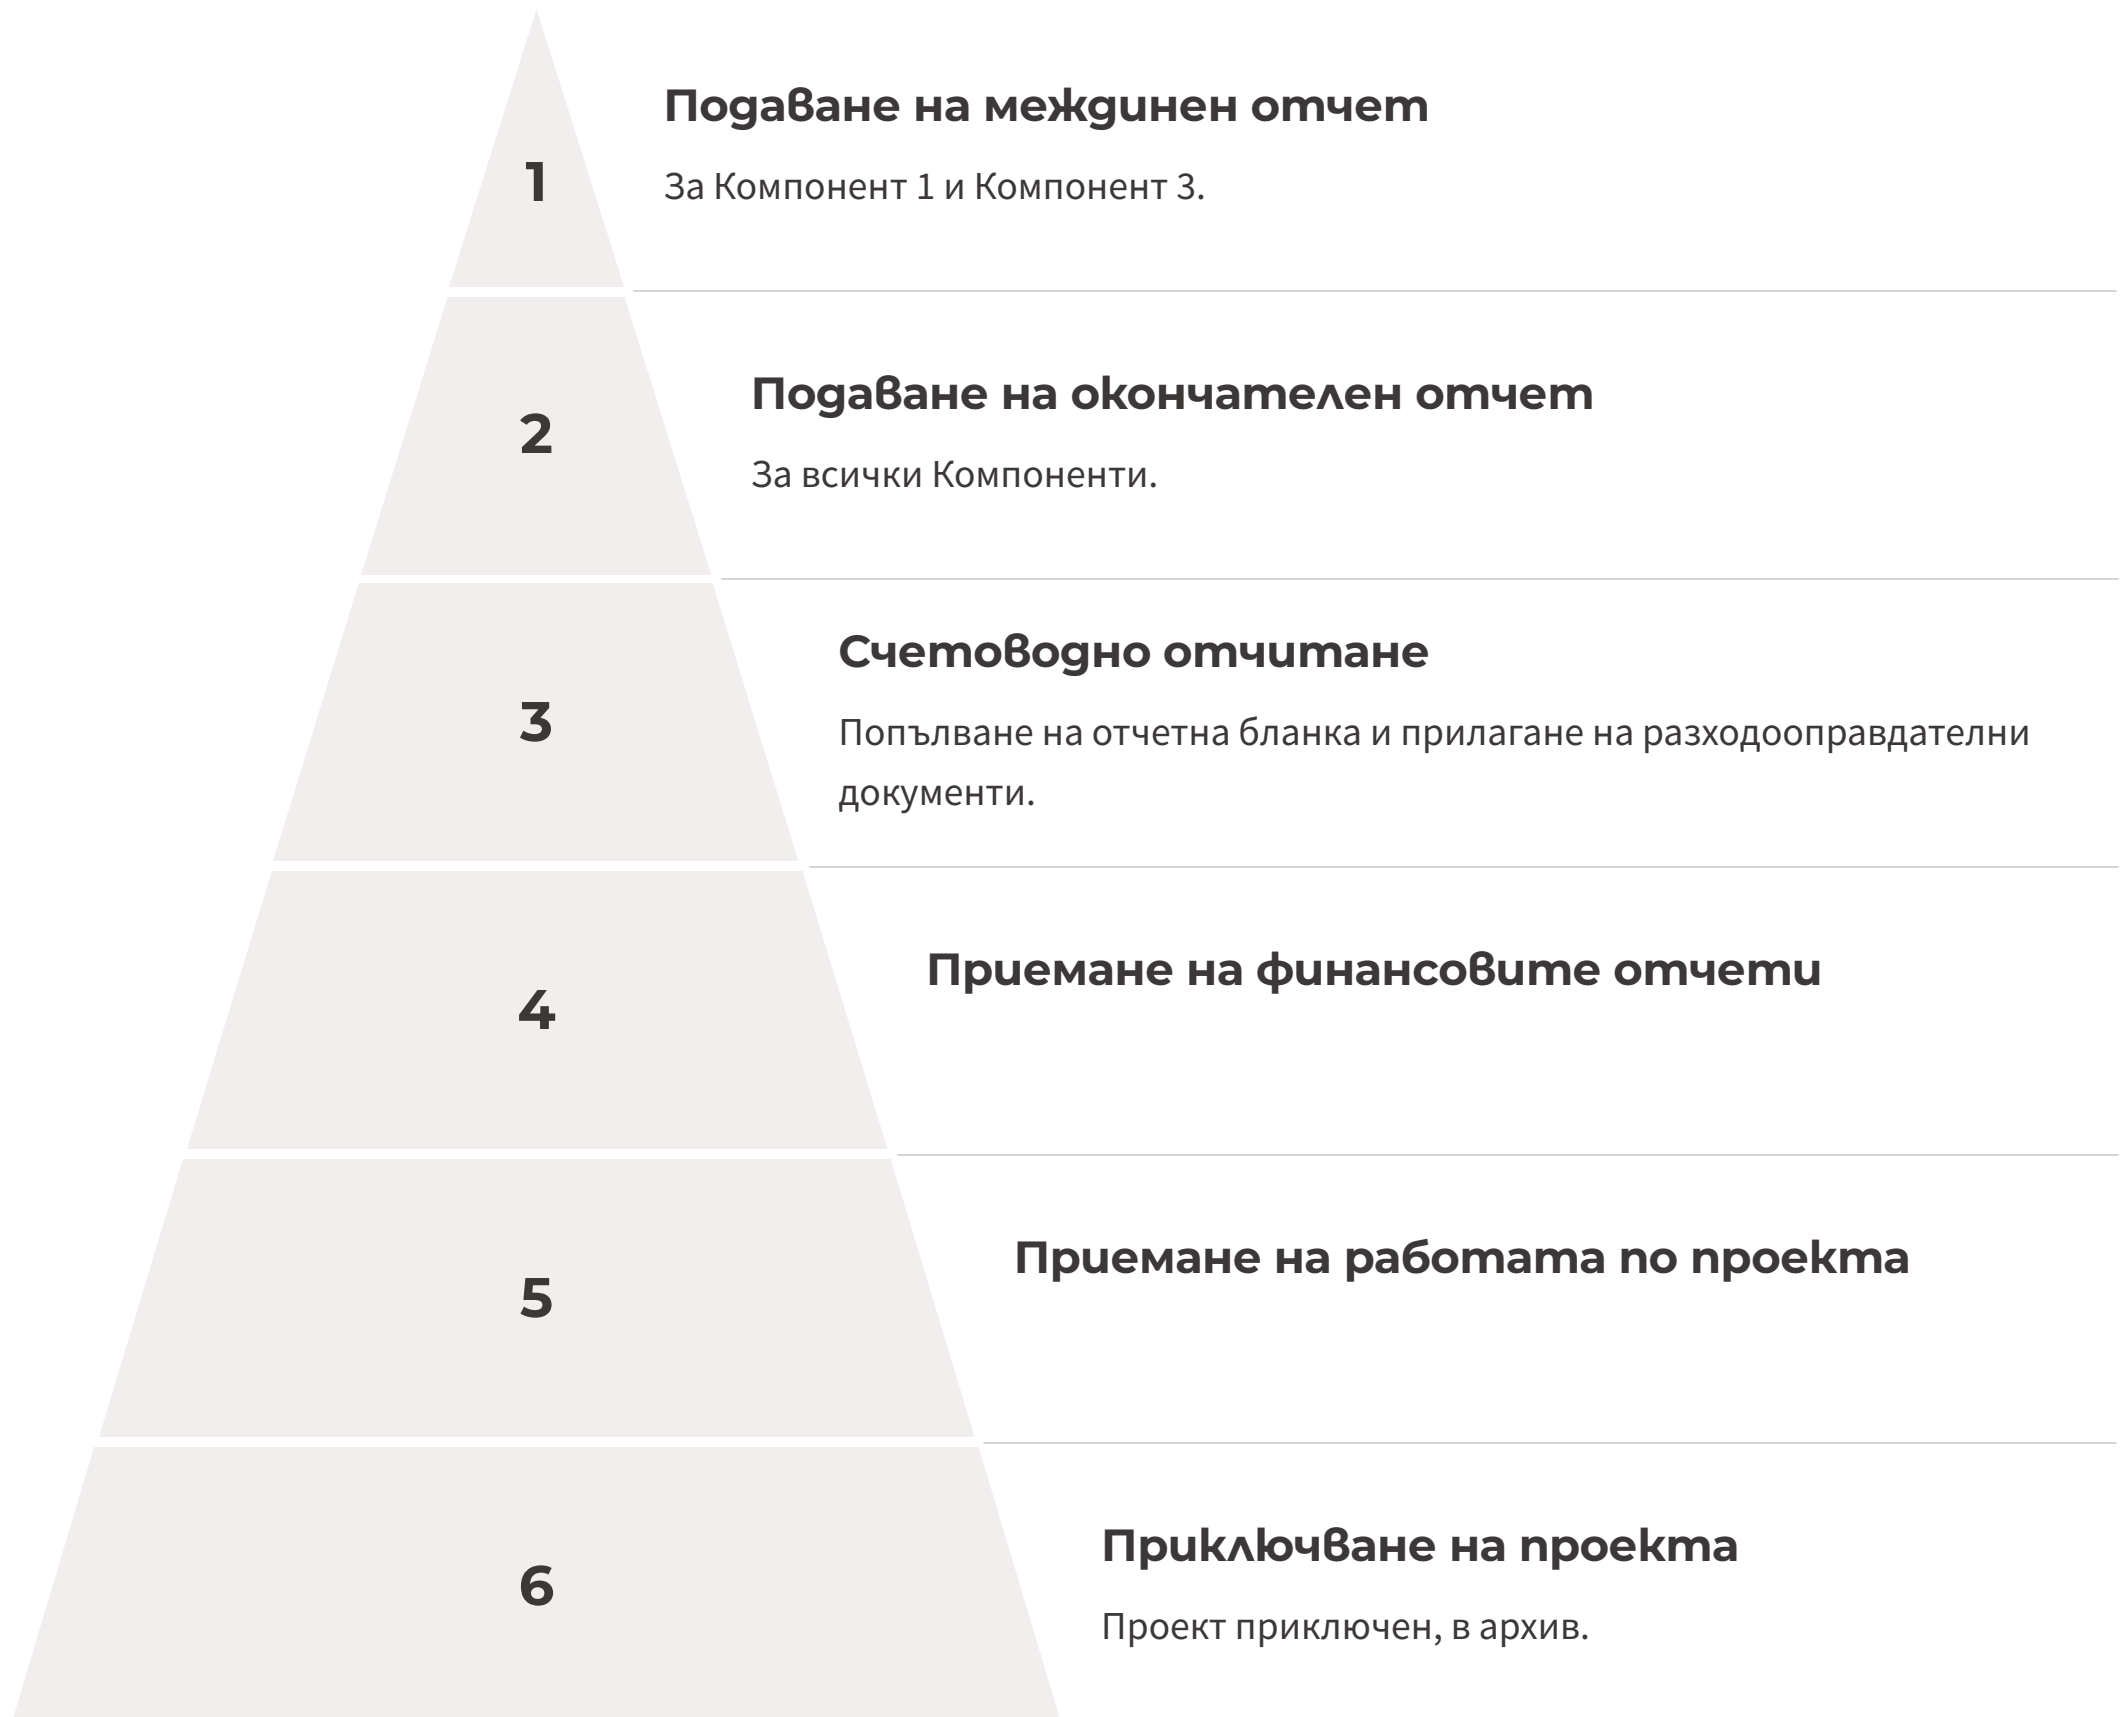 1
Подаване на междинен отчет
За Компонент 1 и Компонент 3.
2
Подаване на окончателен отчет
За всички Компоненти.
3
Счетоводно отчитане
Попълване на отчетна бланка и прилагане на разходооправдателни
документи.
4
Приемане на финансовите отчети
5
Приемане на работата по проекта
6
Приключване на проекта
Проект приключен, в архив.